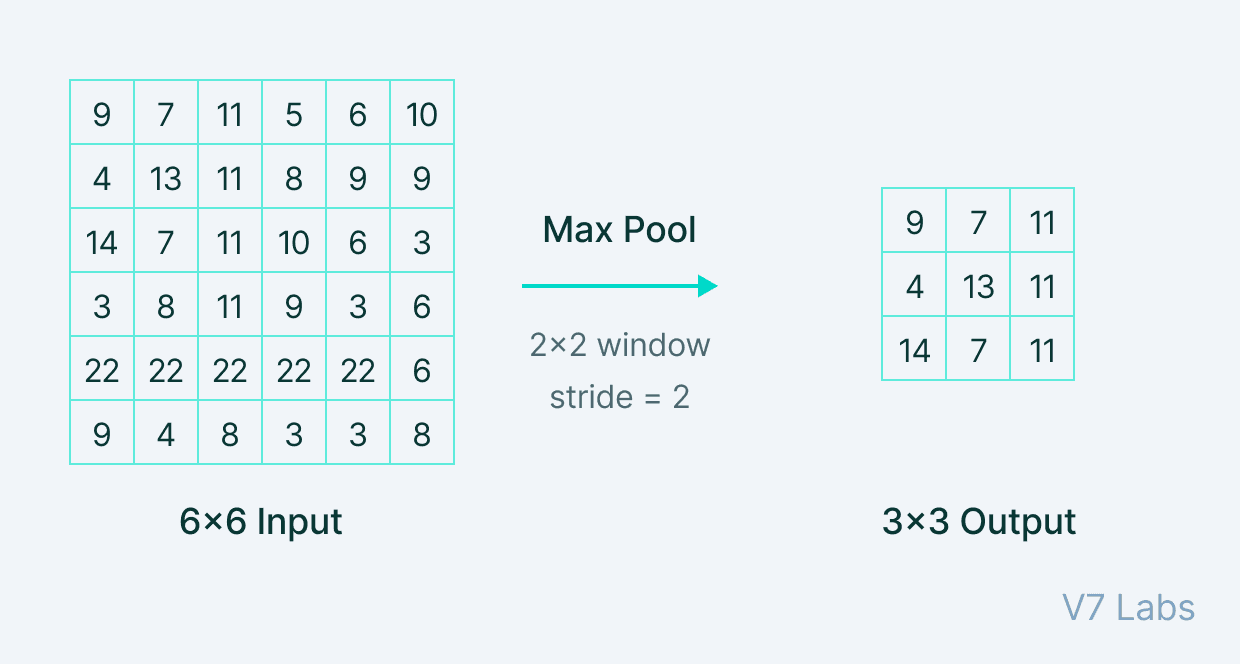 9 7 11 5 6 10
4 13 11 8 9 9
14 7 11 10 6 3
3 8 11 9 3 6
22 22 22 22 22 6
9 4 8 3 3 8
6×6 Input
Max Pool
2×2 window
stride = 2
9 7 11
4 13 11
14 7 11
3×3 Output
V7 Labs